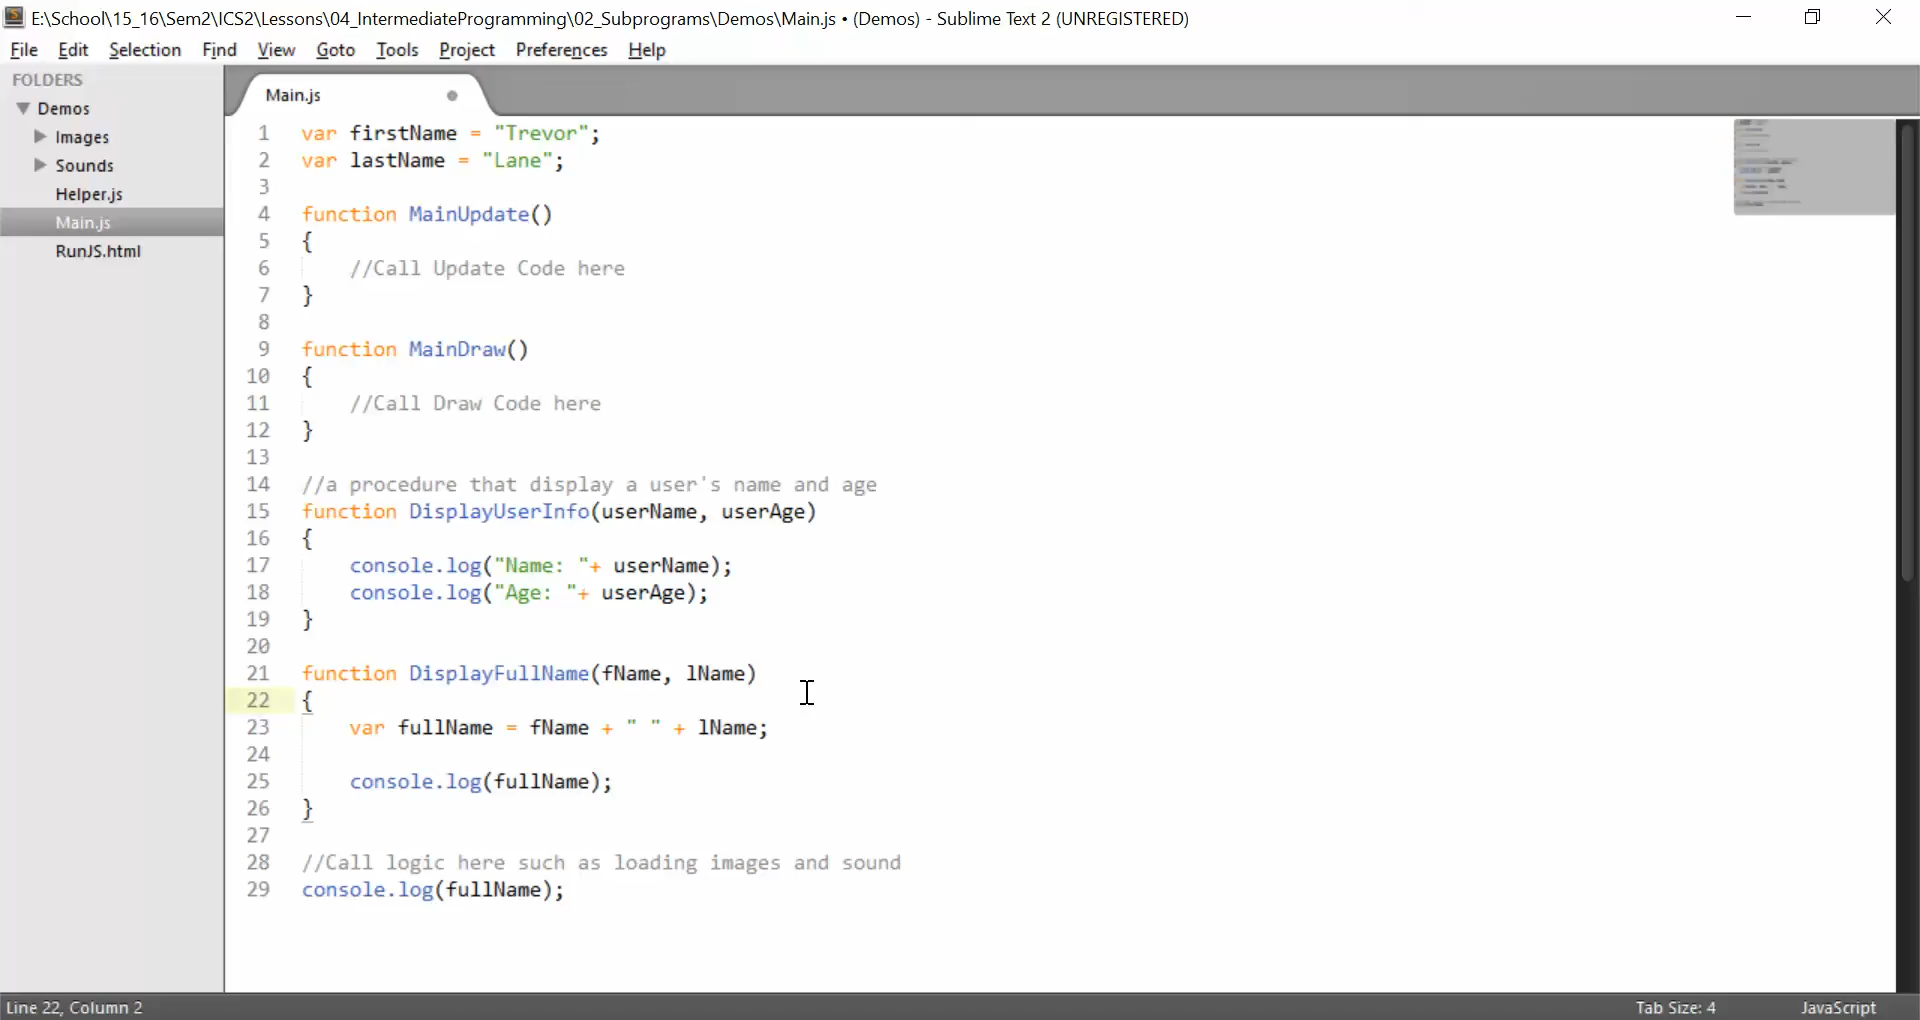 E:\School\15_16\Sem2\ICS2\Lessons\04_IntermediateProgramming\02_Subprograms\Demos\Main.js • (Demos) - Sublime Text 2 (UNREGISTERED)
File Edit Selection Find View Goto Tools Project Preferences Help
FOLDERS
Demos
Images
Sounds
Helper.js
Main.js
RunJS.html
Main.js
1 var firstName = "Trevor";
2 var lastName = "Lane";
3
4 function MainUpdate()
5 {
6     //Call Update Code here
7 }
8
9 function MainDraw()
10 {
11     //Call Draw Code here
12 }
13
14 //a procedure that display a user's name and age
15 function DisplayUserInfo(userName, userAge)
16 {
17     console.log("Name: "+ userName);
18     console.log("Age: "+ userAge);
19 }
20
21 function DisplayFullName(fName, lName)
22 {
23     var fullName = fName + " " + lName;
24
25     console.log(fullName);
26 }
27
28 //Call logic here such as loading images and sound
29 console.log(fullName);
Line 22, Column 2 Tab Size: 4 JavaScript